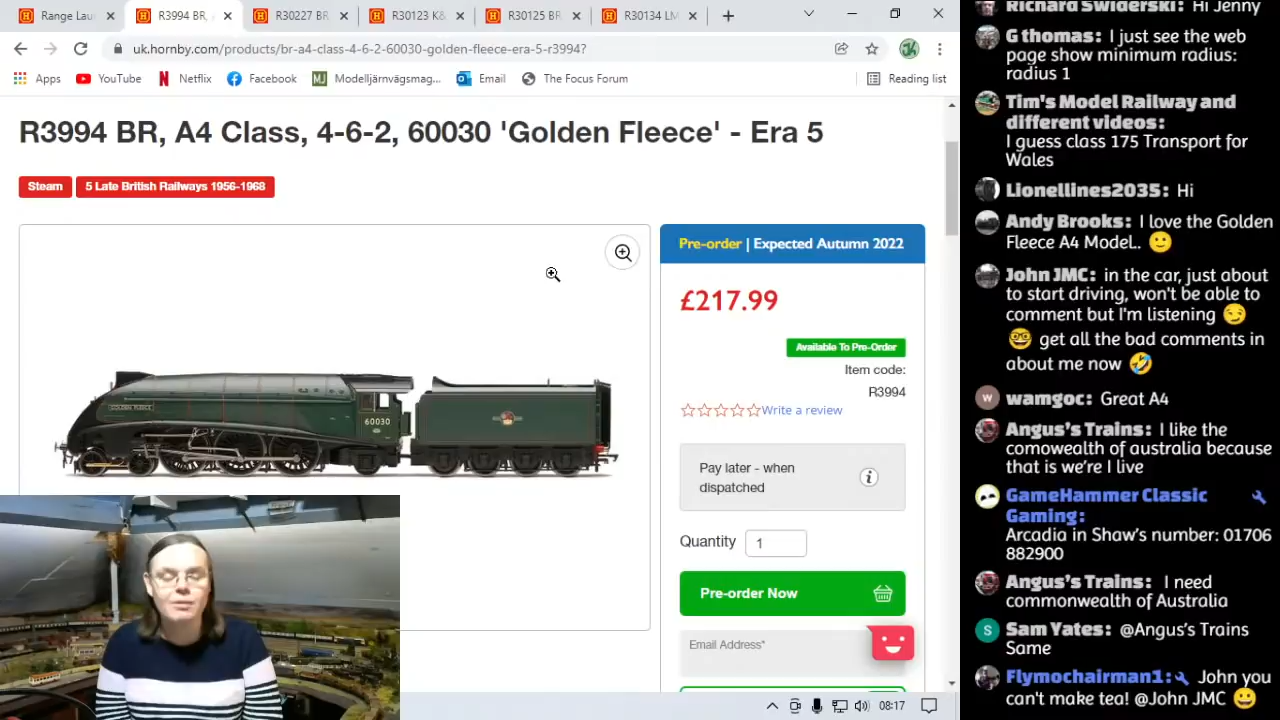 Range Lau
R3994 BR,
R30227 BR
R30123 K&
R30125 BR
R30134 LM
uk.hornby.com/products/br-a4-class-4-6-2-60030-golden-fleece-era-5-r3994?
Apps
YouTube
Netflix
Facebook
Modelljärnvägsmag...
Email
The Focus Forum
Reading list
R3994 BR, A4 Class, 4-6-2, 60030 'Golden Fleece' - Era 5
Steam
5 Late British Railways 1956-1968
GOLDEN FLEECE
60030
Pre-order | Expected Autumn 2022
£217.99
Available To Pre-Order
Item code:
R3994
Write a review
Pay later - when
dispatched
Quantity
1
Pre-order Now
Email Address*
08:17
Richard Swiderski: Hi Jenny
G thomas: I just see the web
page show minimum radius:
radius 1
Tim's Model Railway and
different videos:
I guess class 175 Transport for
Wales
Lionellines2035: Hi
Andy Brooks: I love the Golden
Fleece A4 Model.. 🙂
John JMC: in the car, just about
to start driving, won't be able to
comment but I'm listening 😏
🤓 get all the bad comments in
about me now 🤣
W
wamgoc: Great A4
Angus's Trains: I like the
comowealth of australia because
that is we're I live
GameHammer Classic
Gaming:
Arcadia in Shaw's number: 01706
882900
Angus's Trains: I need
commonwealth of Australia
S
Sam Yates: @Angus's Trains
Same
Flymochairman1: John you
can't make tea! @John JMC 😀